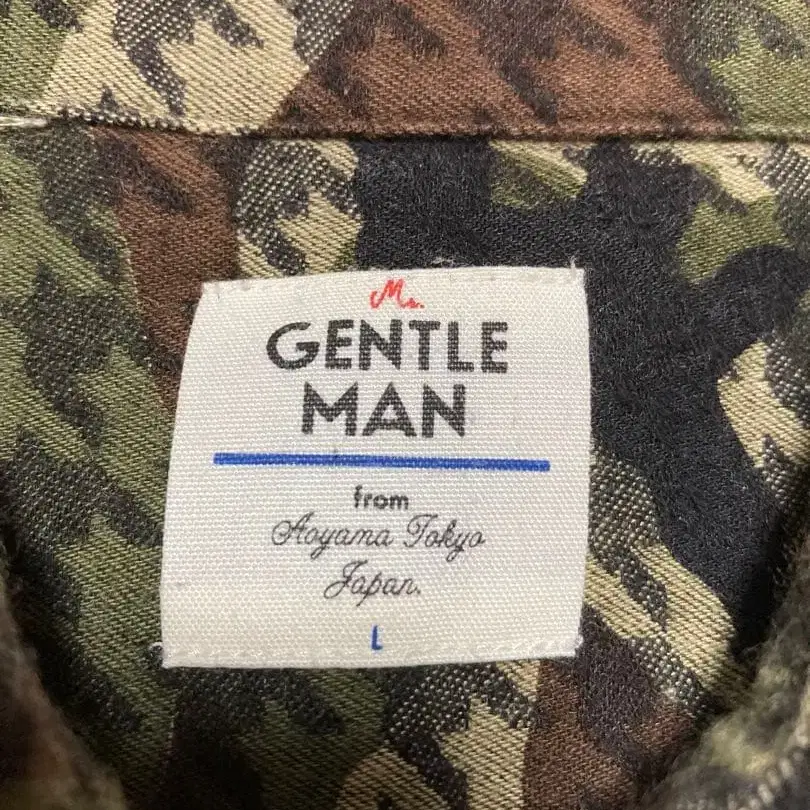 Mr.
GENTLE
MAN
from
Aoyama Tokyo
Japan.
L